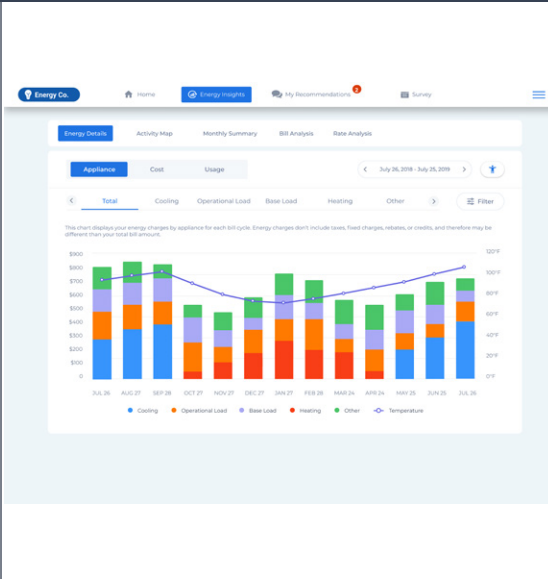 Energy Co.
Home
Energy Insights
My Recommendations
2
Survey
Energy Details
Activity Map
Monthly Summary
Bill Analysis
Rate Analysis
Appliance
Cost
Usage
July 26, 2018 - July 25, 2019
Total
Cooling
Operational Load
Base Load
Heating
Other
Filter
This chart displays your energy charges by appliance for each bill cycle. Energy charges don't include taxes, fixed charges, rebates, or credits, and therefore may be
different than your total bill amount.
$900
$800
$700
$600
$500
$400
$300
$200
$100
0
120°F
100°F
80°F
60°F
40°F
20°F
0°F
JUL 26
AUG 27
SEP 28
OCT 27
NOV 27
DEC 27
JAN 27
FEB 28
MAR 24
APR 24
MAY 25
JUN 25
JUL 26
Cooling
Operational Load
Base Load
Heating
Other
Temperature